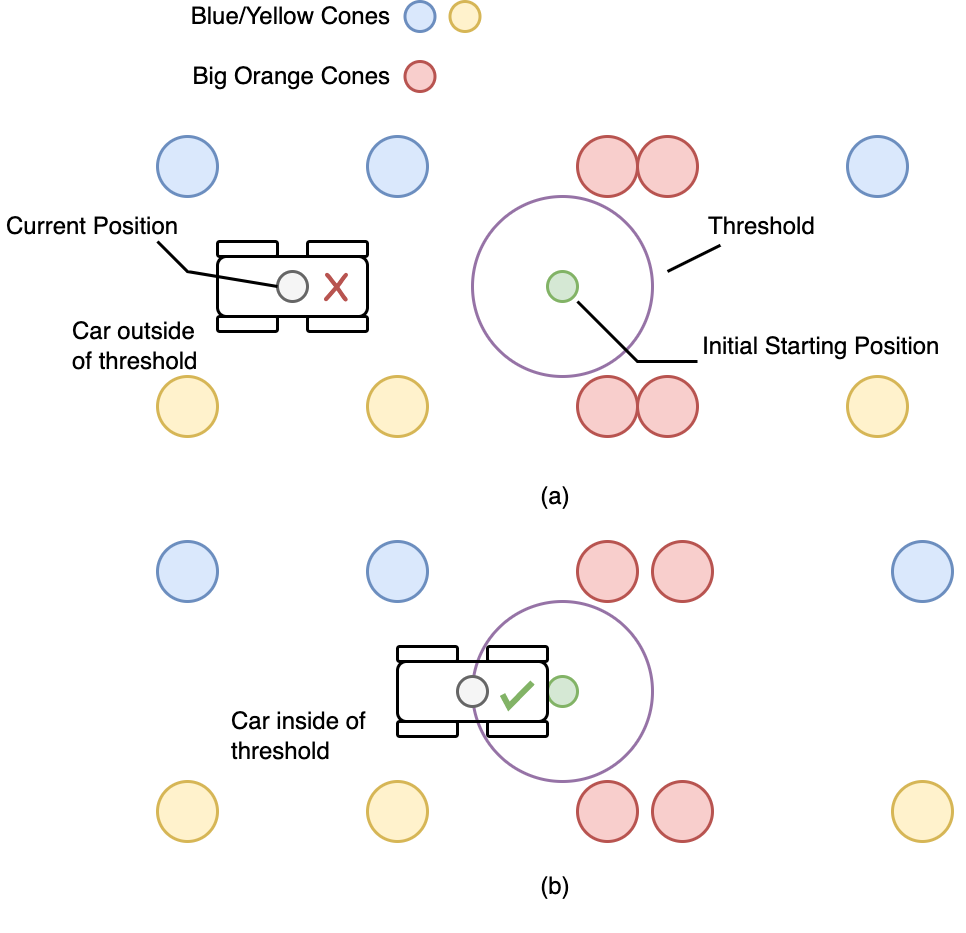 Blue/Yellow Cones
Big Orange Cones
Current Position
Threshold
Car outside
of threshold
Initial Starting Position
(a)
Car inside of
threshold
(b)